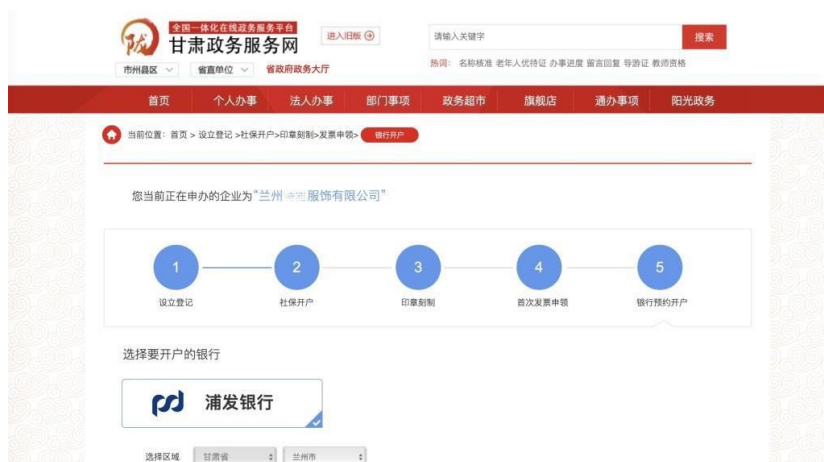 全国一体化在线政务服务平台
陇 甘肃政务服务网
进入旧版
请输入关键字
搜索
热词： 名称核准 老年人优待证 办事进度 留言回复 导游证 教师资格
市州县区 省直单位 省政府政务大厅
首页 个人办事 法人办事 部门事项 政务超市 旗舰店 通办事项 阳光政务
当前位置：首页 > 设立登记 >社保开户>印章刻制>发票申领> 银行开户
您当前正在申办的企业为“兰州 服饰有限公司”
1 2 3 4 5
设立登记 社保开户 印章刻制 首次发票申领 银行预约开户
选择要开户的银行
浦发银行
选择区域 甘肃省 兰州市